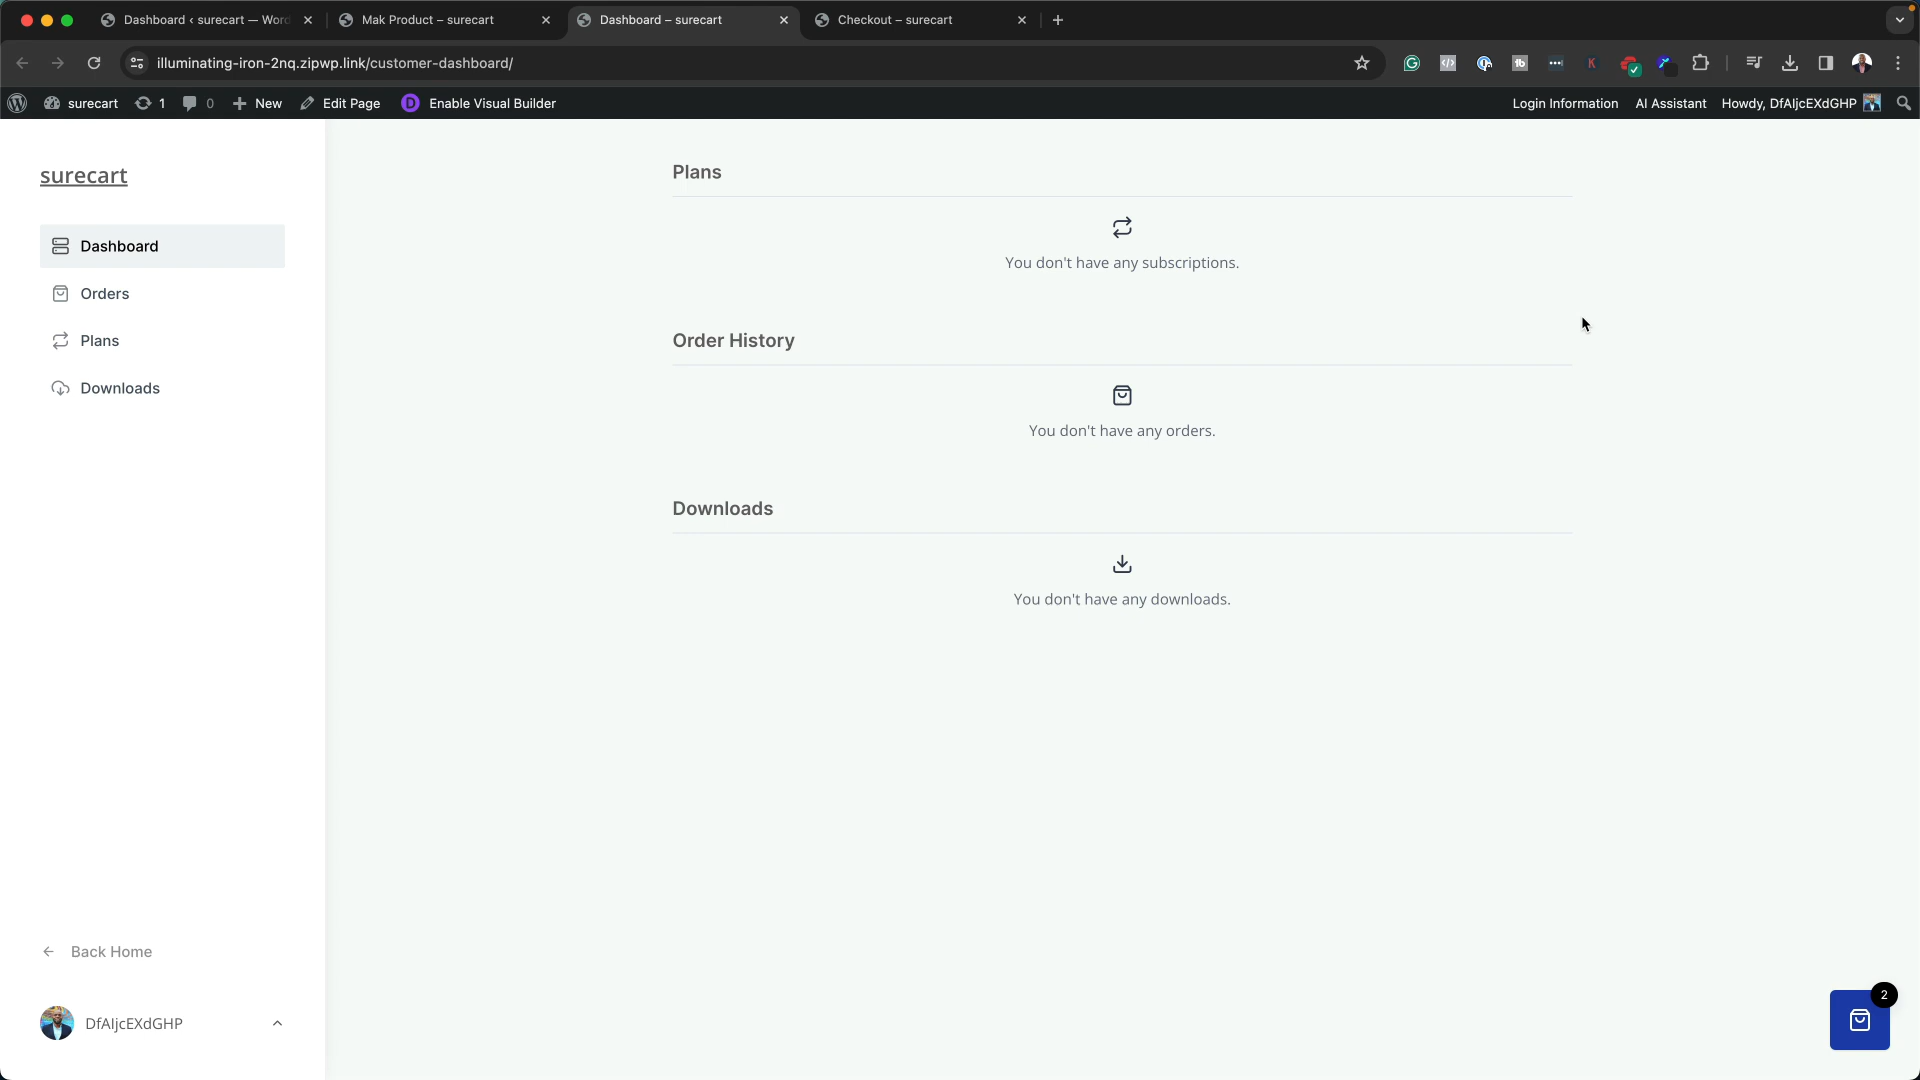 Dashboard ‹ surecart — Word
Mak Product – surecart
Dashboard – surecart
Checkout – surecart
illuminating-iron-2nq.zipwp.link/customer-dashboard/
surecart
1
0
New
Edit Page
Enable Visual Builder
Login Information
AI Assistant
Howdy, DfAljcEXdGHP
surecart
Dashboard
Orders
Plans
Downloads
Plans
You don't have any subscriptions.
Order History
You don't have any orders.
Downloads
You don't have any downloads.
Back Home
DfAljcEXdGHP
2